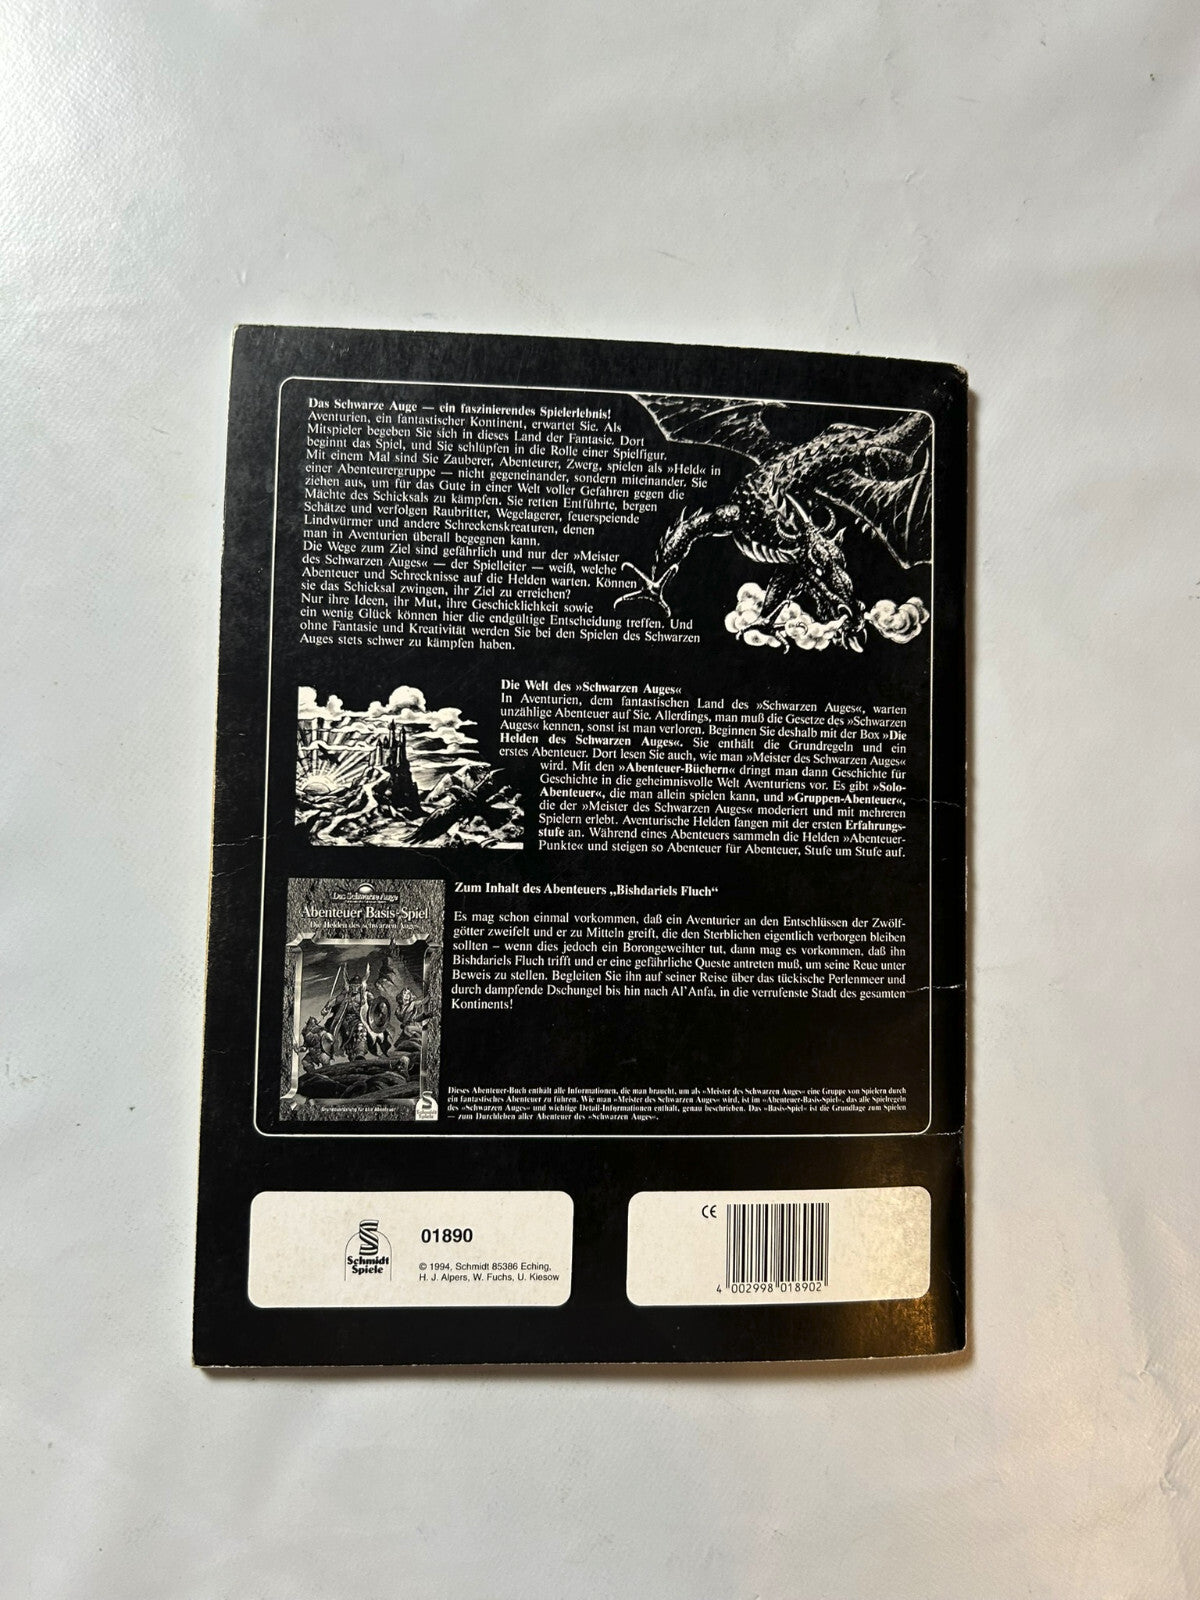 Das Schwarze Auge — ein faszinierendes Spielerlebnis!
Aventurien, ein fantastischer Kontinent, erwartet Sie. Als
Mitspieler begeben Sie sich in dieses Land der Fantasie. Dort
beginnt das Spiel, und Sie schlüpfen in die Rolle einer Spielfigur.
Mit einem Mal sind Sie Zauberer, Abenteurer, Zwerg, spielen als »Held« in
einer Abenteurergruppe — nicht gegeneinander, sondern miteinander. Sie
ziehen aus, um für das Gute in einer Welt voller Gefahren gegen die
Mächte des Schicksals zu kämpfen. Sie retten Entführte, bergen
Schätze und verfolgen Raubritter, Wegelagerer, feuerspeiende
Lindwürmer und andere Schreckenskreaturen, denen
man in Aventurien überall begegnen kann.
Die Wege zum Ziel sind gefährlich und nur der »Meister
des Schwarzen Auges« — der Spielleiter — weiß, welche
Abenteuer und Schrecknisse auf die Helden warten. Können
sie das Schicksal zwingen, ihr Ziel zu erreichen?
Nur ihre Ideen, ihr Mut, ihre Geschicklichkeit sowie
ein wenig Glück können hier die endgültige Entscheidung treffen. Und
ohne Fantasie und Kreativität werden Sie bei den Spielen des Schwarzen
Auges stets schwer zu kämpfen haben.
Die Welt des »Schwarzen Auges«
In Aventurien, dem fantastischen Land des »Schwarzen Auges«, warten
unzählige Abenteuer auf Sie. Allerdings, man muß die Gesetze des »Schwarzen
Auges« kennen, sonst ist man verloren. Beginnen Sie deshalb mit der Box »Die
Helden des Schwarzen Auges«. Sie enthält die Grundregeln und ein
erstes Abenteuer. Dort lesen Sie auch, wie man »Meister des Schwarzen Auges«
wird. Mit den »Abenteuer-Büchern« dringt man dann Geschichte für
Geschichte in die geheimnisvolle Welt Aventuriens vor. Es gibt »Solo-
Abenteuer«, die man allein spielen kann, und »Gruppen-Abenteuer«,
die der »Meister des Schwarzen Auges« moderiert und mit mehreren
Spielern erlebt. Aventurische Helden fangen mit der ersten Erfahrungs-
stufe an. Während eines Abenteuers sammeln die Helden »Abenteuer-
Punkte« und steigen so Abenteuer für Abenteuer, Stufe um Stufe auf.
Das Schwarze Auge
Abenteuer Basis-Spiel
Die Helden des Schwarzen Auges
Schmidt
Spiele
Zum Inhalt des Abenteuers „Bishdariels Fluch“
Es mag schon einmal vorkommen, daß ein Aventurier an den Entschlüssen der Zwölf-
götter zweifelt und er zu Mitteln greift, die den Sterblichen eigentlich verborgen bleiben
sollten – wenn dies jedoch ein Borongeweihter tut, dann mag es vorkommen, daß ihn
Bishdariels Fluch trifft und er eine gefährliche Queste antreten muß, um seine Reue unter
Beweis zu stellen. Begleiten Sie ihn auf seiner Reise über das tückische Perlenmeer und
durch dampfende Dschungel bis hin nach Al'Anfa, in die verrufenste Stadt des gesamten
Kontinents!
Dieses Abenteuer-Buch enthält alle Informationen, die man braucht, um als »Meister des Schwarzen Auges« eine Gruppe von Spielern durch
ein fantastisches Abenteuer zu führen. Wie man »Meister des Schwarzen Auges« wird, ist im »Abenteuer-Basis-Spiel«, das alle Spielregeln
des »Schwarzen Auges« und wichtige Detail-Informationen enthält, genau beschrieben. Das »Basis-Spiel« ist die Grundlage zum Spielen
— zum Durchleben aller Abenteuer des »Schwarzen Auges«.
Schmidt
Spiele
01890
© 1994, Schmidt 85386 Eching,
H. J. Alpers, W. Fuchs, U. Kiesow
CE
4 002998 018902